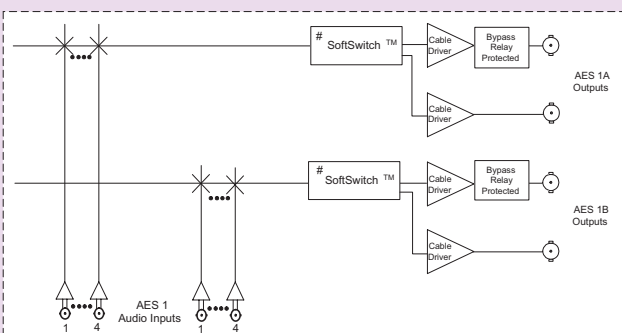 #
SoftSwitch ™
Cable
Driver
Bypass
Relay
Protected
AES 1A
Outputs
Cable
Driver
#
SoftSwitch ™
Cable
Driver
Bypass
Relay
Protected
AES 1B
Outputs
Cable
Driver
AES 1
Audio Inputs
1
4
1
4